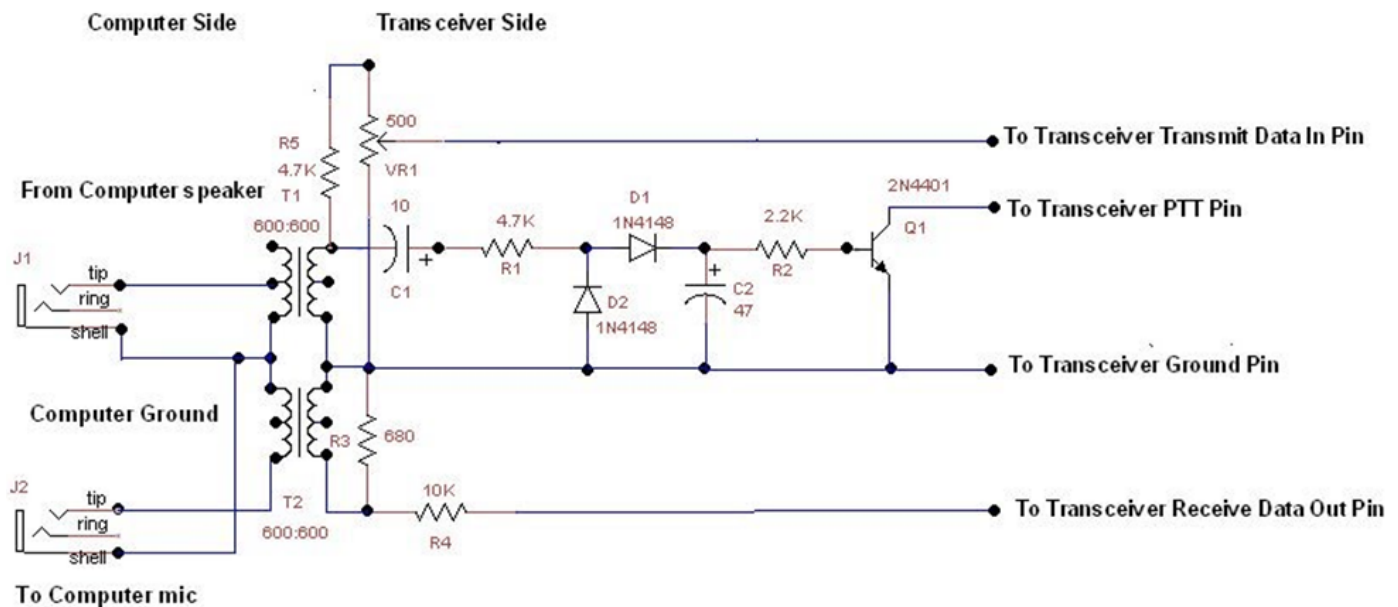 Computer Side
Transceiver Side
500
VR1
R5
4.7K
To Transceiver Transmit Data In Pin
From Computer speaker
T1
600:600
10
+
C1
4.7K
R1
D1
1N4148
2.2K
R2
2N4401
Q1
To Transceiver PTT Pin
J1
tip
ring
shell
D2
1N4148
+
C2
47
To Transceiver Ground Pin
Computer Ground
R3
680
J2
tip
ring
shell
T2
600:600
10K
R4
To Transceiver Receive Data Out Pin
To Computer mic